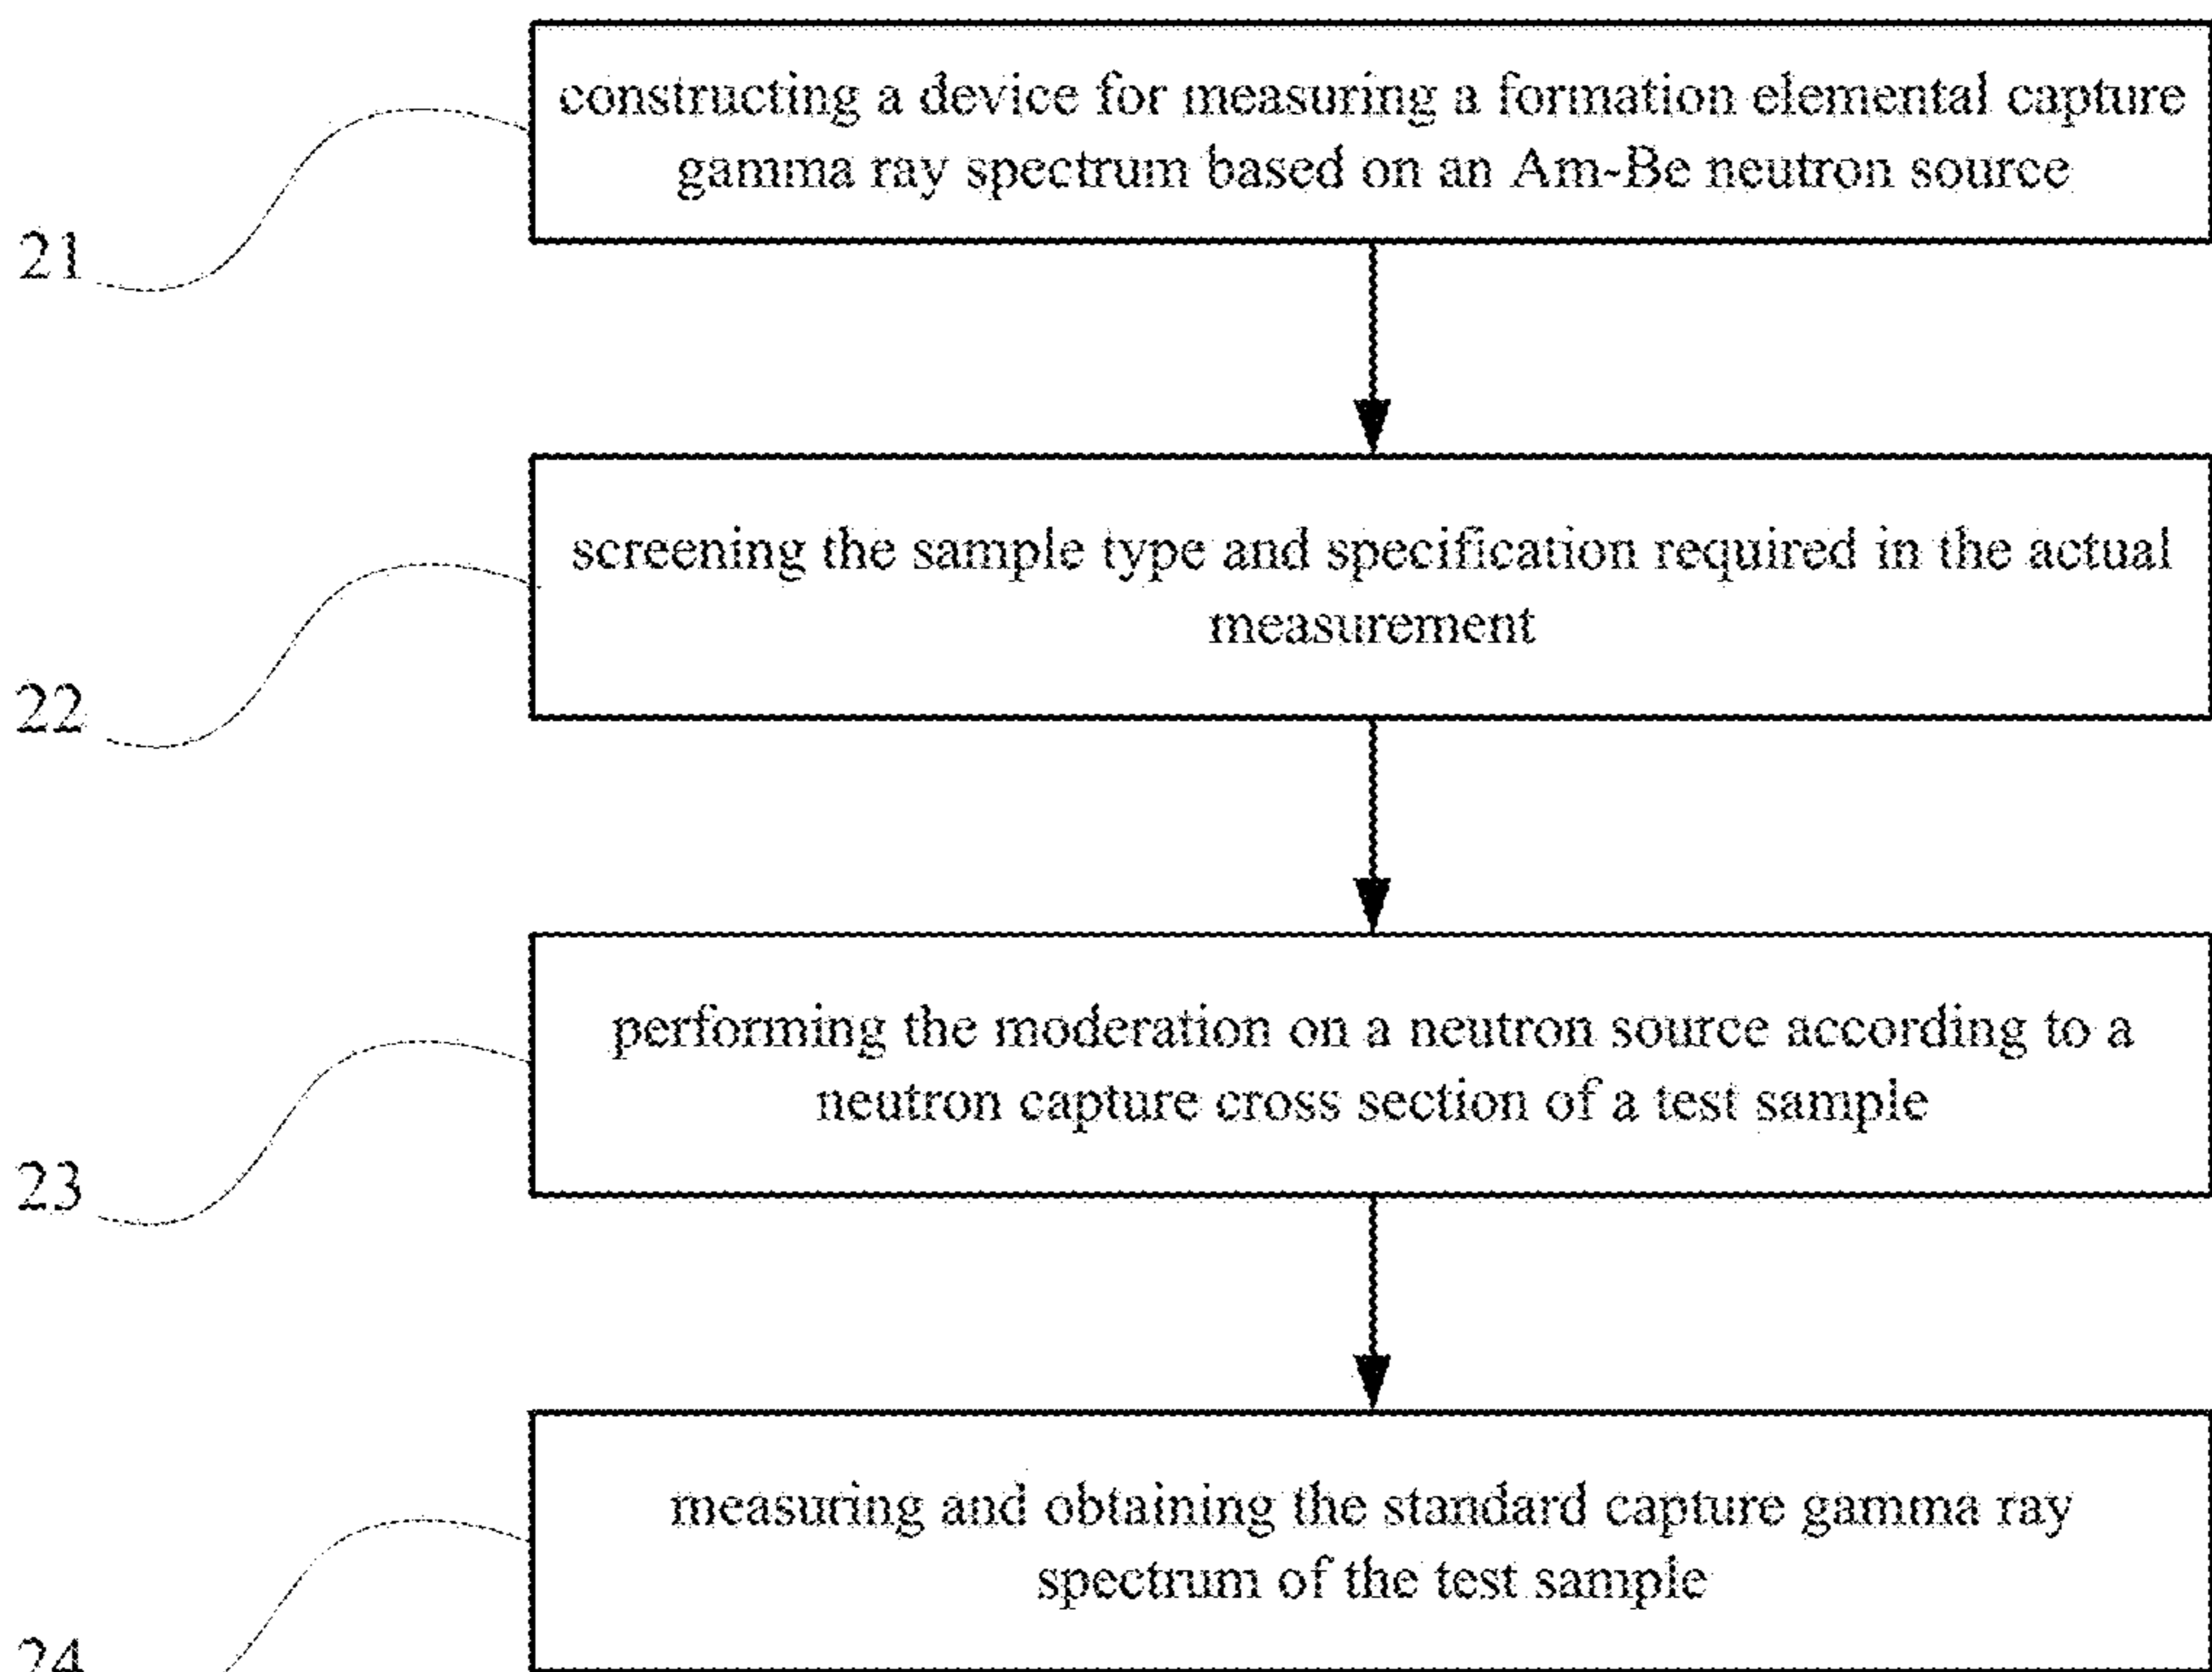 constructing a device for measuring a formation elemental capture
gamma ray spectrum based on an Am-Be neutron source
21
screening the sample type and specification required in the actual
measurement
22
performing the moderation on a neutron source according to a
neutron capture cross section of a test sample
23
measuring and obtaining the standard capture gamma ray
spectrum of the test sample
24